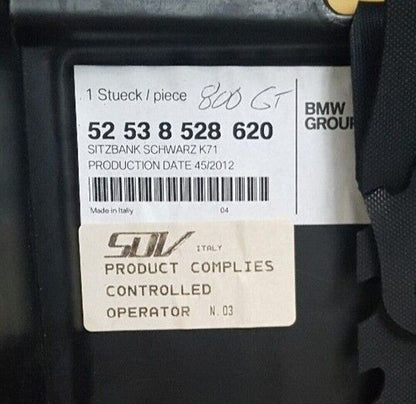 1 Stueck / piece 800 GT
BMW
GROUP
52 53 8 528 620
SITZBANK SCHWARZ K71
PRODUCTION DATE 45/2012
Made in Italy 04
SDV ITALY
PRODUCT COMPLIES
CONTROLLED
OPERATOR N.03